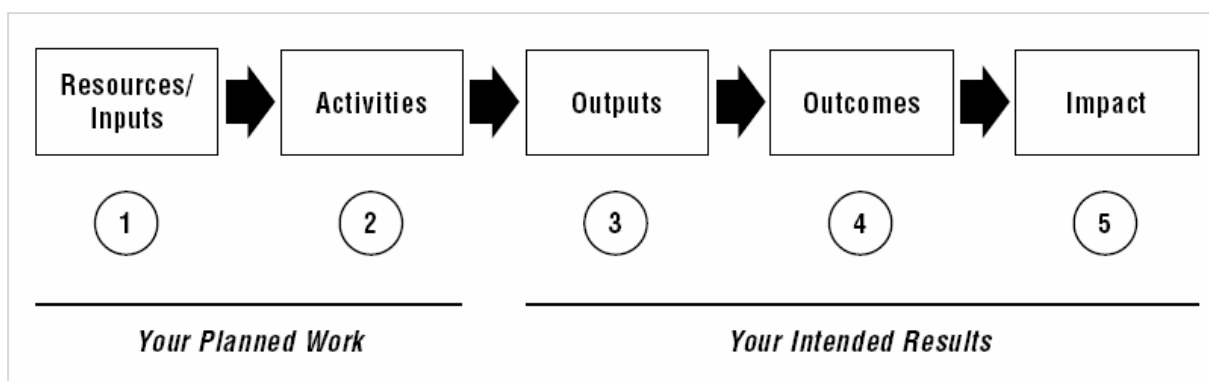 Resources/
Inputs
Activities
Outputs
Outcomes
Impact
1
2
3
4
5
Your Planned Work
Your Intended Results